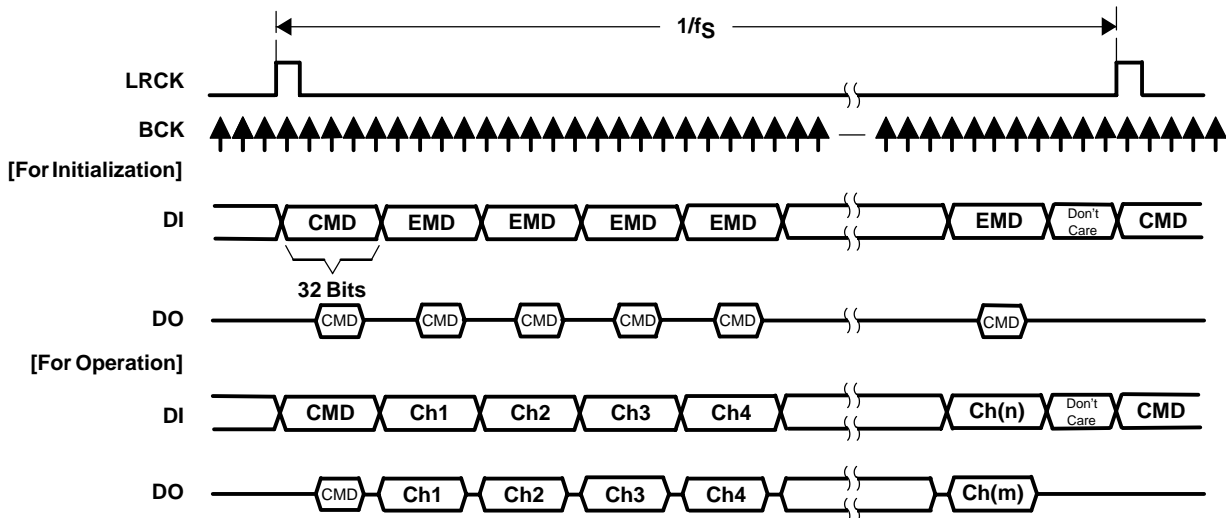 1/fS
LRCK
BCK
[For Initialization]
DI CMD EMD EMD EMD EMD EMD Don't Care CMD
32 Bits
DO CMD CMD CMD CMD CMD CMD
[For Operation]
DI CMD Ch1 Ch2 Ch3 Ch4 Ch(n) Don't Care CMD
DO CMD Ch1 Ch2 Ch3 Ch4 Ch(m)